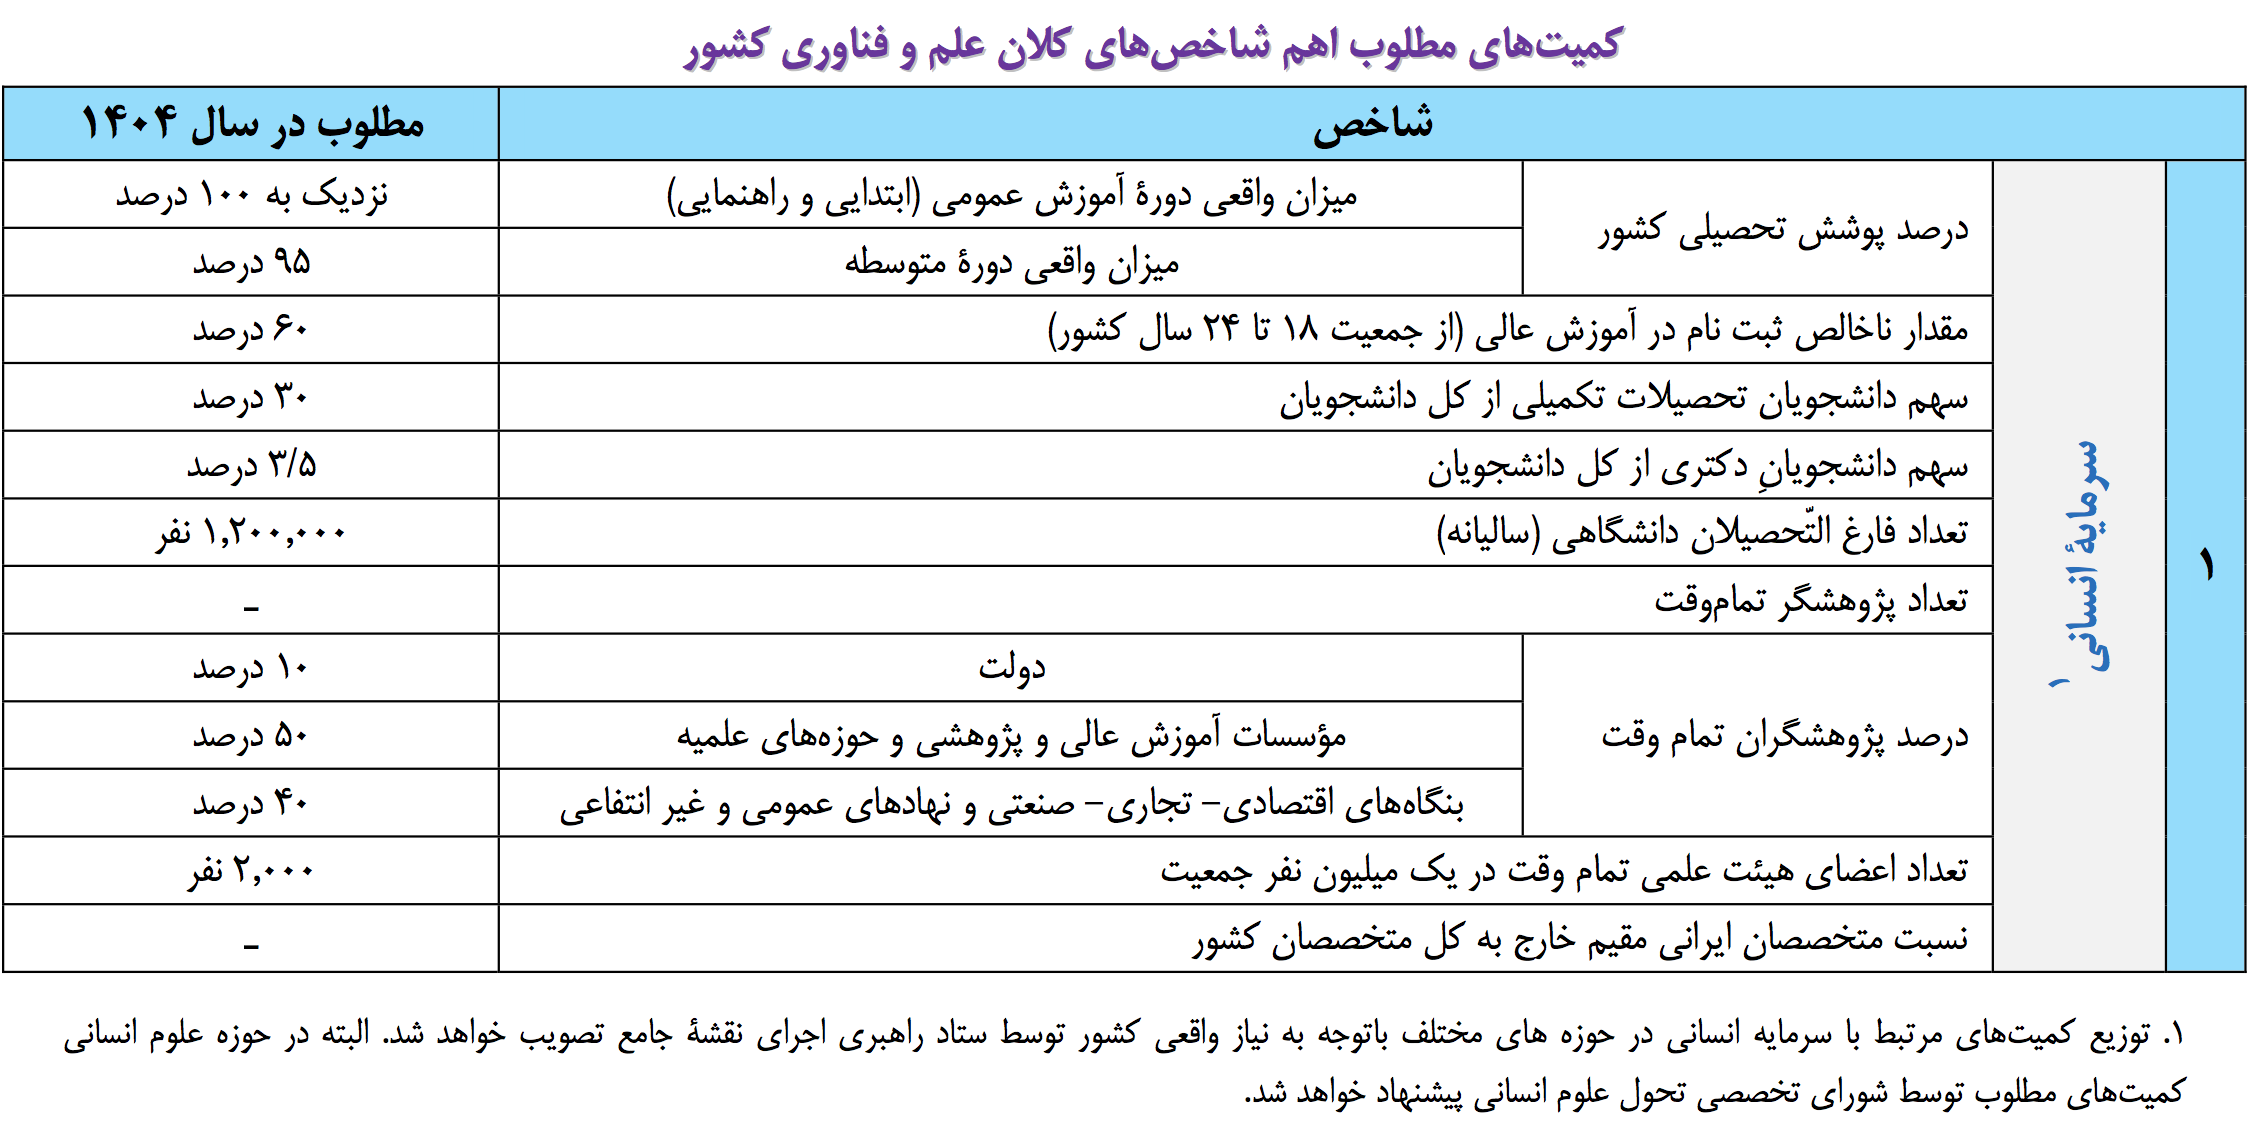 کمیت‌های مطلوب اهم شاخص‌های کلان علم و فناوری کشور
شاخص	مطلوب در سال ۱۴۰۴
۱
سرمایهٔ انسانی ۱
درصد پوشش تحصیلی کشور
میزان واقعی دورهٔ آموزش عمومی (ابتدایی و راهنمایی)	نزدیک به ۱۰۰ درصد
میزان واقعی دورهٔ متوسطه	۹۵ درصد
مقدار ناخالص ثبت نام در آموزش عالی (از جمعیت ۱۸ تا ۲۴ سال کشور)	۶۰ درصد
سهم دانشجویان تحصیلات تکمیلی از کل دانشجویان	۳۰ درصد
سهم دانشجویانِ دکتری از کل دانشجویان	۳/۵ درصد
تعداد فارغ التّحصیلان دانشگاهی (سالیانه)	۱,۲۰۰,۰۰۰ نفر
تعداد پژوهشگر تمام‌وقت	-
درصد پژوهشگران تمام وقت
دولت	۱۰ درصد
مؤسسات آموزش عالی و پژوهشی و حوزه‌های علمیه	۵۰ درصد
بنگاه‌های اقتصادی- تجاری- صنعتی و نهادهای عمومی و غیر انتفاعی	۴۰ درصد
تعداد اعضای هیئت علمی تمام وقت در یک میلیون نفر جمعیت	۲,۰۰۰ نفر
نسبت متخصصان ایرانی مقیم خارج به کل متخصصان کشور	-
۱. توزیع کمیت‌های مرتبط با سرمایه انسانی در حوزه های مختلف باتوجه به نیاز واقعی کشور توسط ستاد راهبری اجرای نقشهٔ جامع تصویب خواهد شد. البته در حوزه علوم انسانی
کمیت‌های مطلوب توسط شورای تخصصی تحول علوم انسانی پیشنهاد خواهد شد.